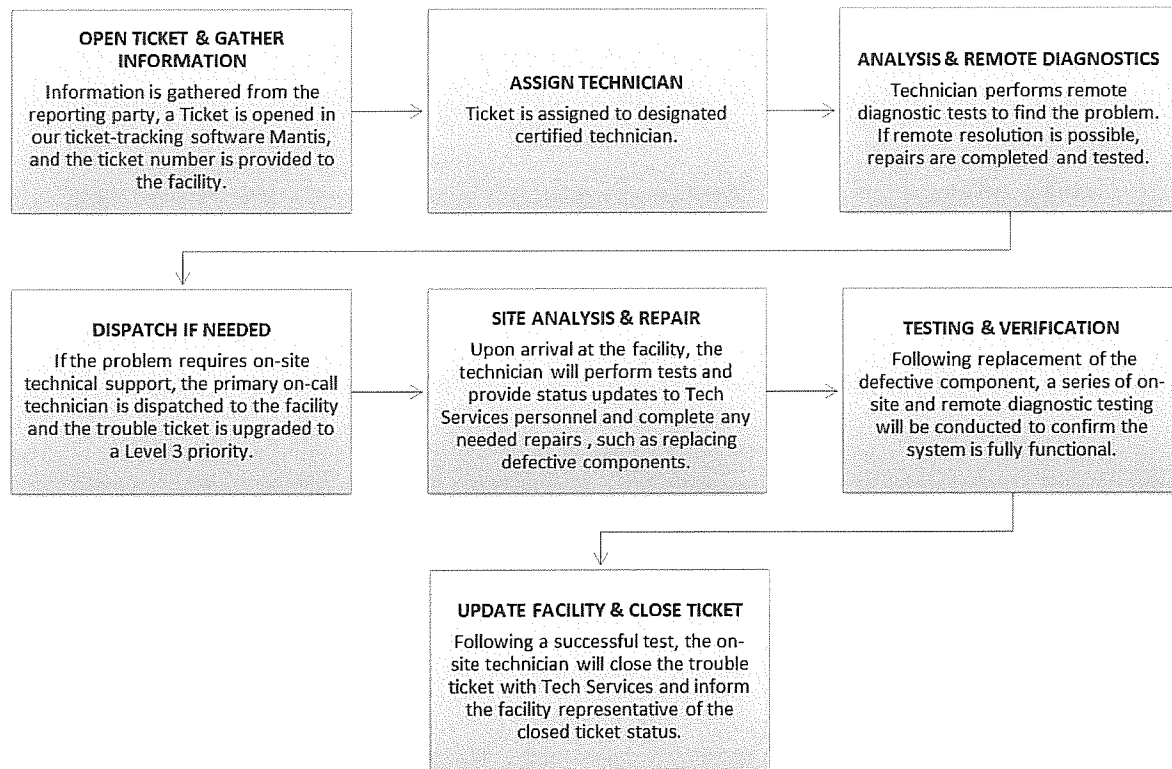 OPEN TICKET & GATHER
INFORMATION
Information is gathered from the
reporting party, a Ticket is opened in
our ticket-tracking software Mantis,
and the ticket number is provided to
the facility.
ASSIGN TECHNICIAN
Ticket is assigned to designated
certified technician.
ANALYSIS & REMOTE DIAGNOSTICS
Technician performs remote
diagnostic tests to find the problem.
If remote resolution is possible,
repairs are completed and tested.
DISPATCH IF NEEDED
If the problem requires on-site
technical support, the primary on-call
technician is dispatched to the facility
and the trouble ticket is upgraded to
a Level 3 priority.
SITE ANALYSIS & REPAIR
Upon arrival at the facility, the
technician will perform tests and
provide status updates to Tech
Services personnel and complete any
needed repairs , such as replacing
defective components.
TESTING & VERIFICATION
Following replacement of the
defective component, a series of on-
site and remote diagnostic testing
will be conducted to confirm the
system is fully functional.
UPDATE FACILITY & CLOSE TICKET
Following a successful test, the on-
site technician will close the trouble
ticket with Tech Services and inform
the facility representative of the
closed ticket status.